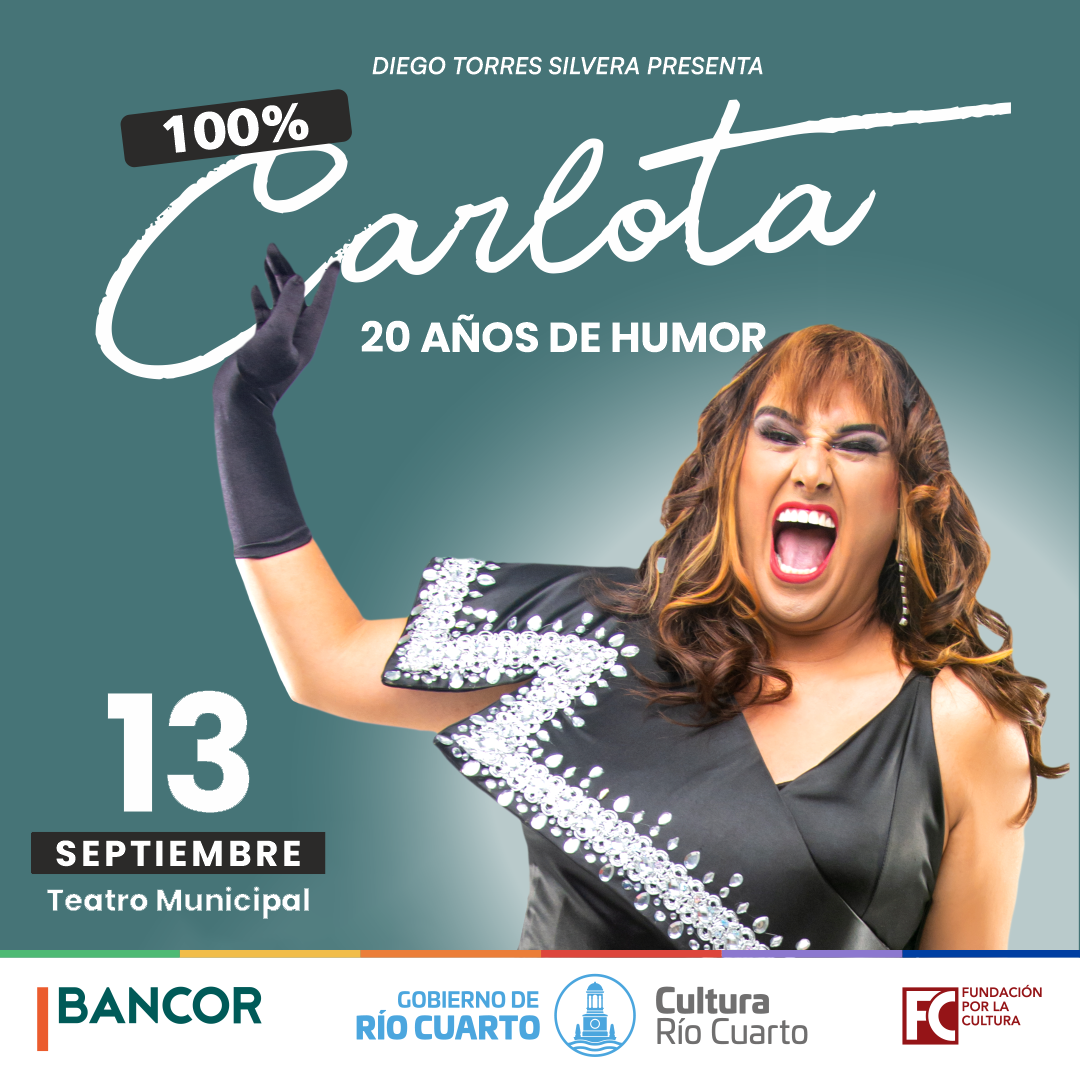 DIEGO TORRES SILVERA PRESENTA
100%
Carlota
20 AÑOS DE HUMOR
13
SEPTIEMBRE
Teatro Municipal
BANCOR
GOBIERNO DE
RÍO CUARTO
Cultura
Río Cuarto
FC
FUNDACIÓN
POR LA
CULTURA